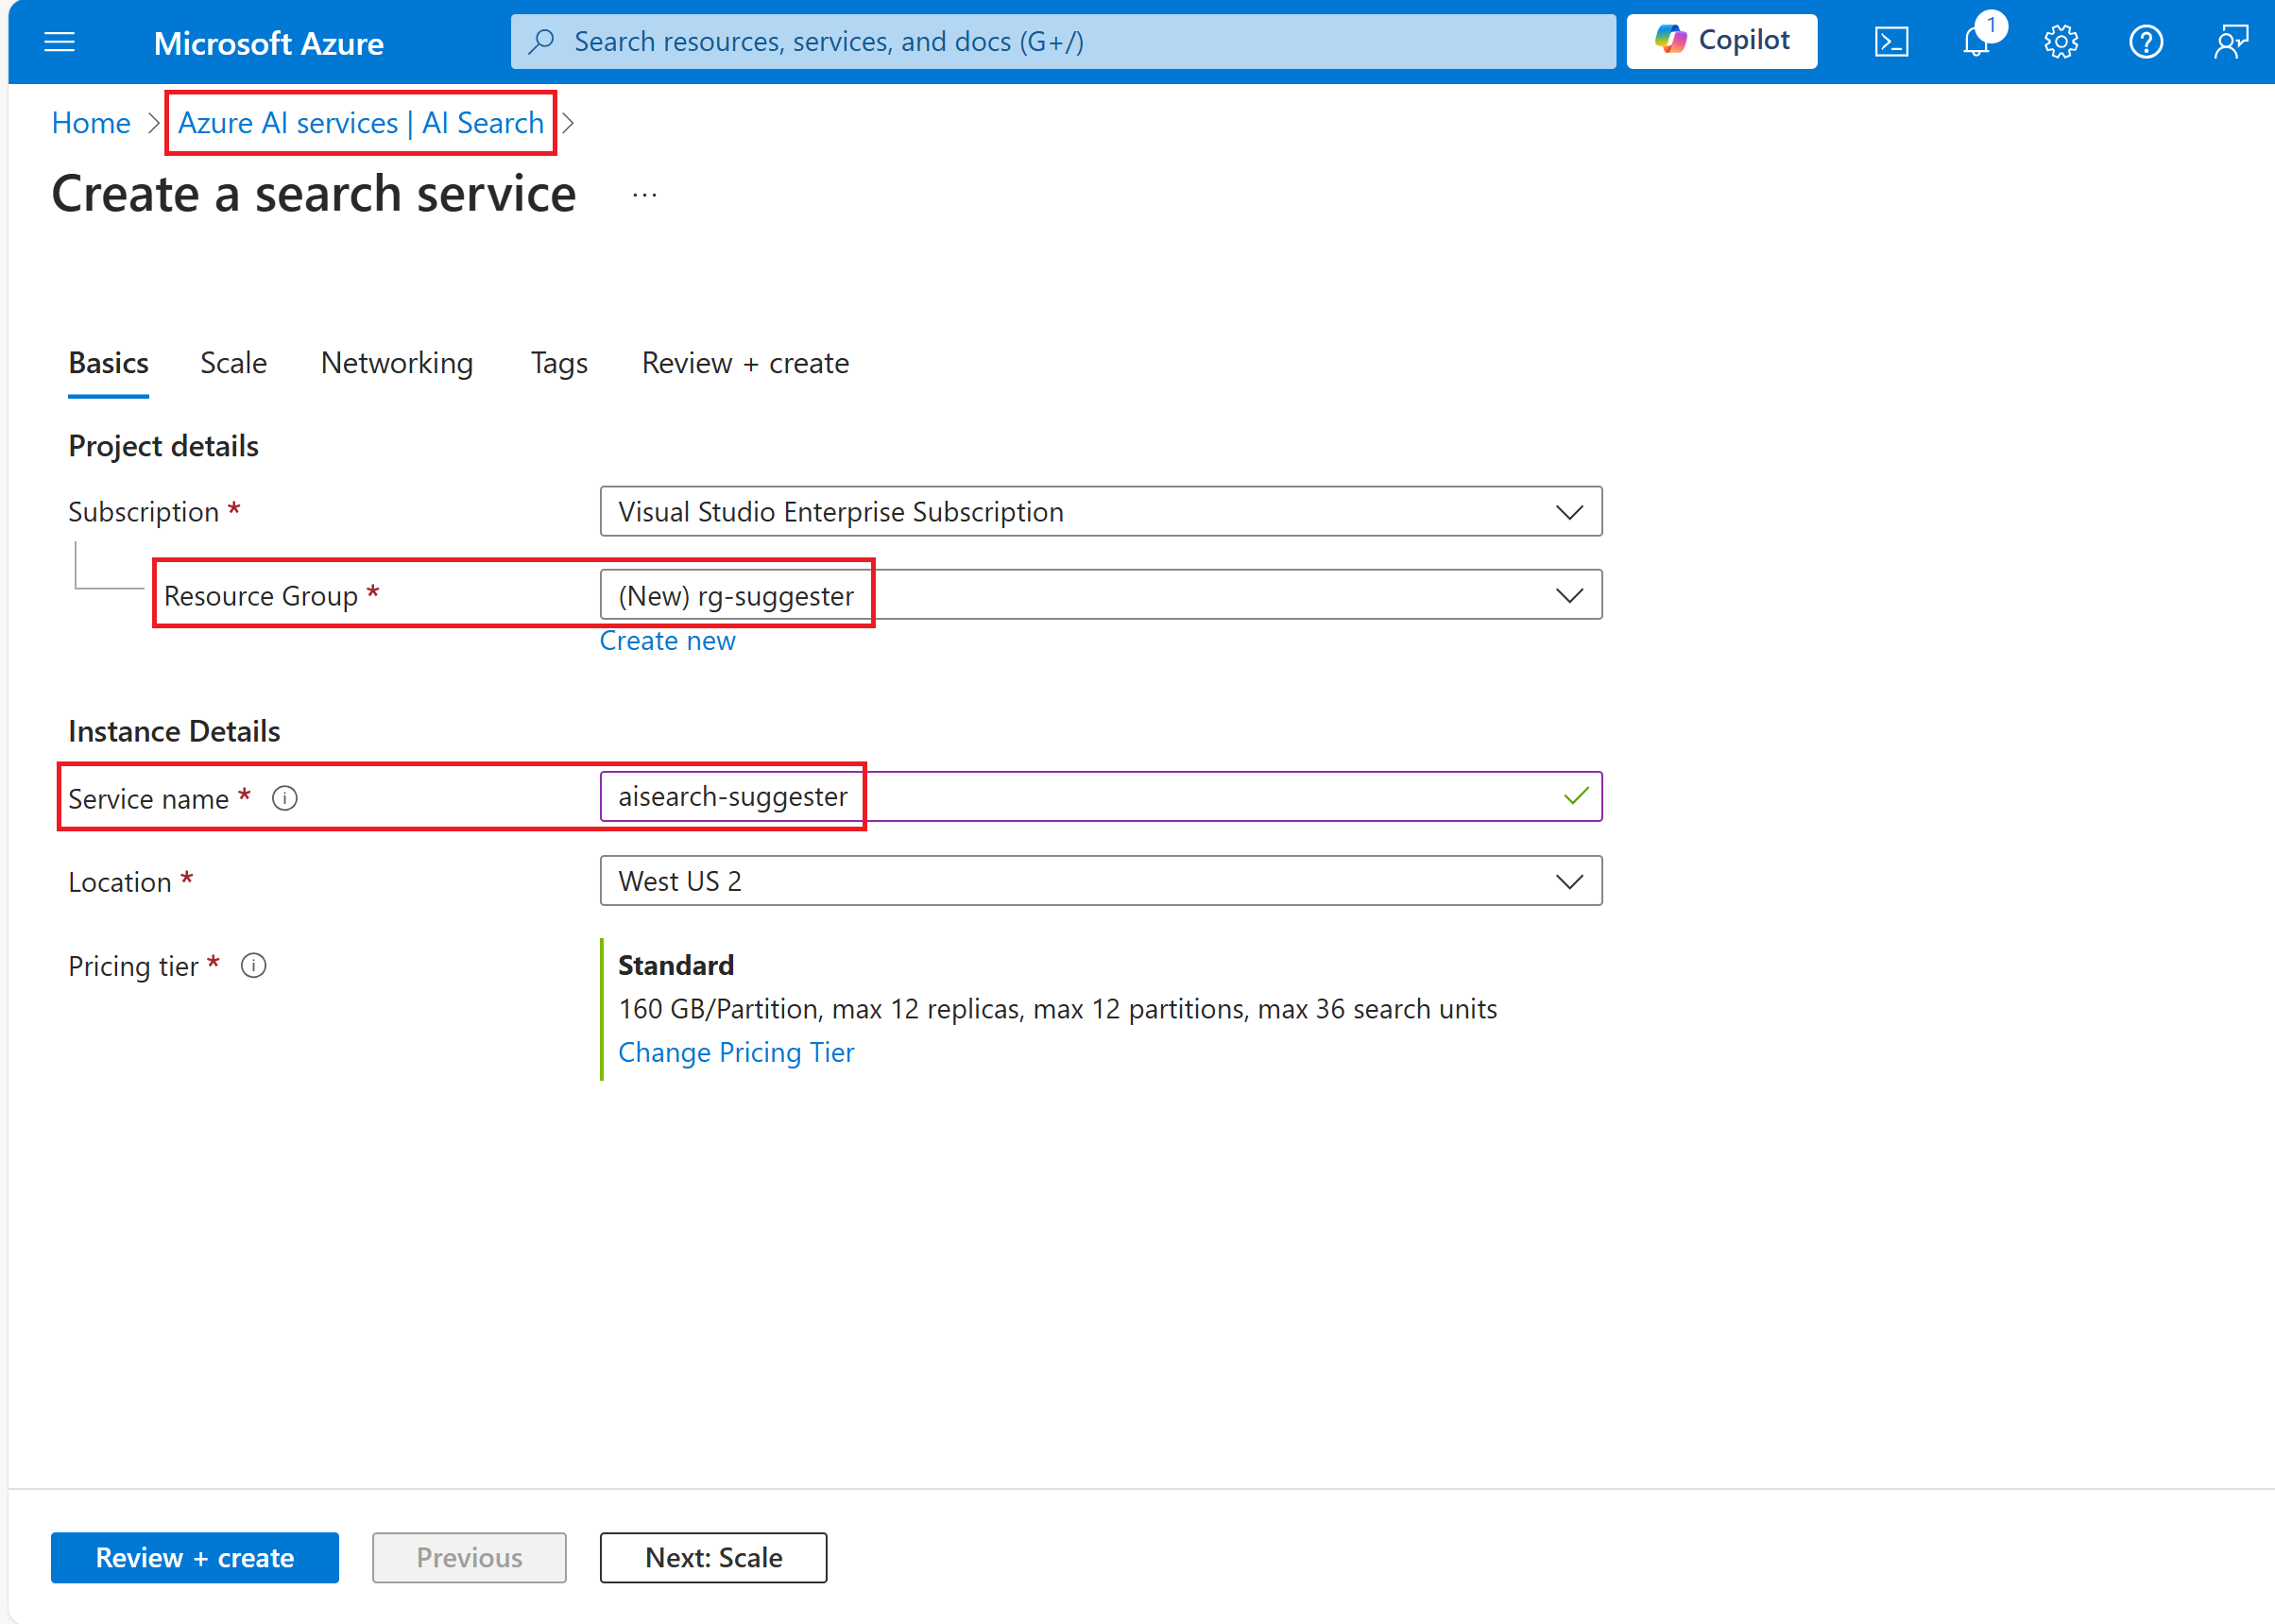 Microsoft Azure
Search resources, services, and docs (G+/)
Copilot
1
Home > Azure AI services | AI Search >
Create a search service ...
Basics Scale Networking Tags Review + create
Project details
Subscription * Visual Studio Enterprise Subscription
Resource Group * (New) rg-suggester
Create new
Instance Details
Service name * aisearch-suggester
Location * West US 2
Pricing tier * Standard
160 GB/Partition, max 12 replicas, max 12 partitions, max 36 search units
Change Pricing Tier
Review + create Previous Next: Scale